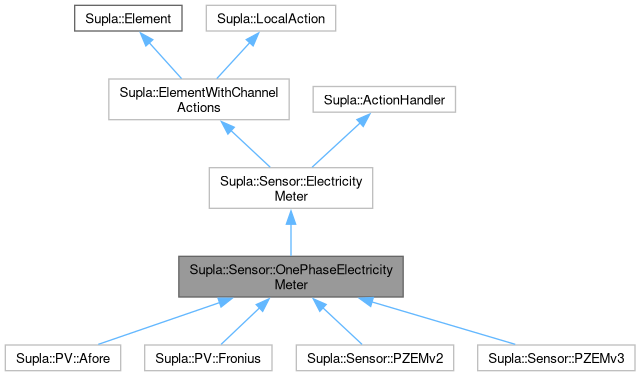 Supla::Element
Supla::LocalAction
Supla::ElementWithChannel
Actions
Supla::ActionHandler
Supla::Sensor::Electricity
Meter
Supla::Sensor::OnePhaseElectricity
Meter
Supla::PV::Afore
Supla::PV::Fronius
Supla::Sensor::PZEMv2
Supla::Sensor::PZEMv3